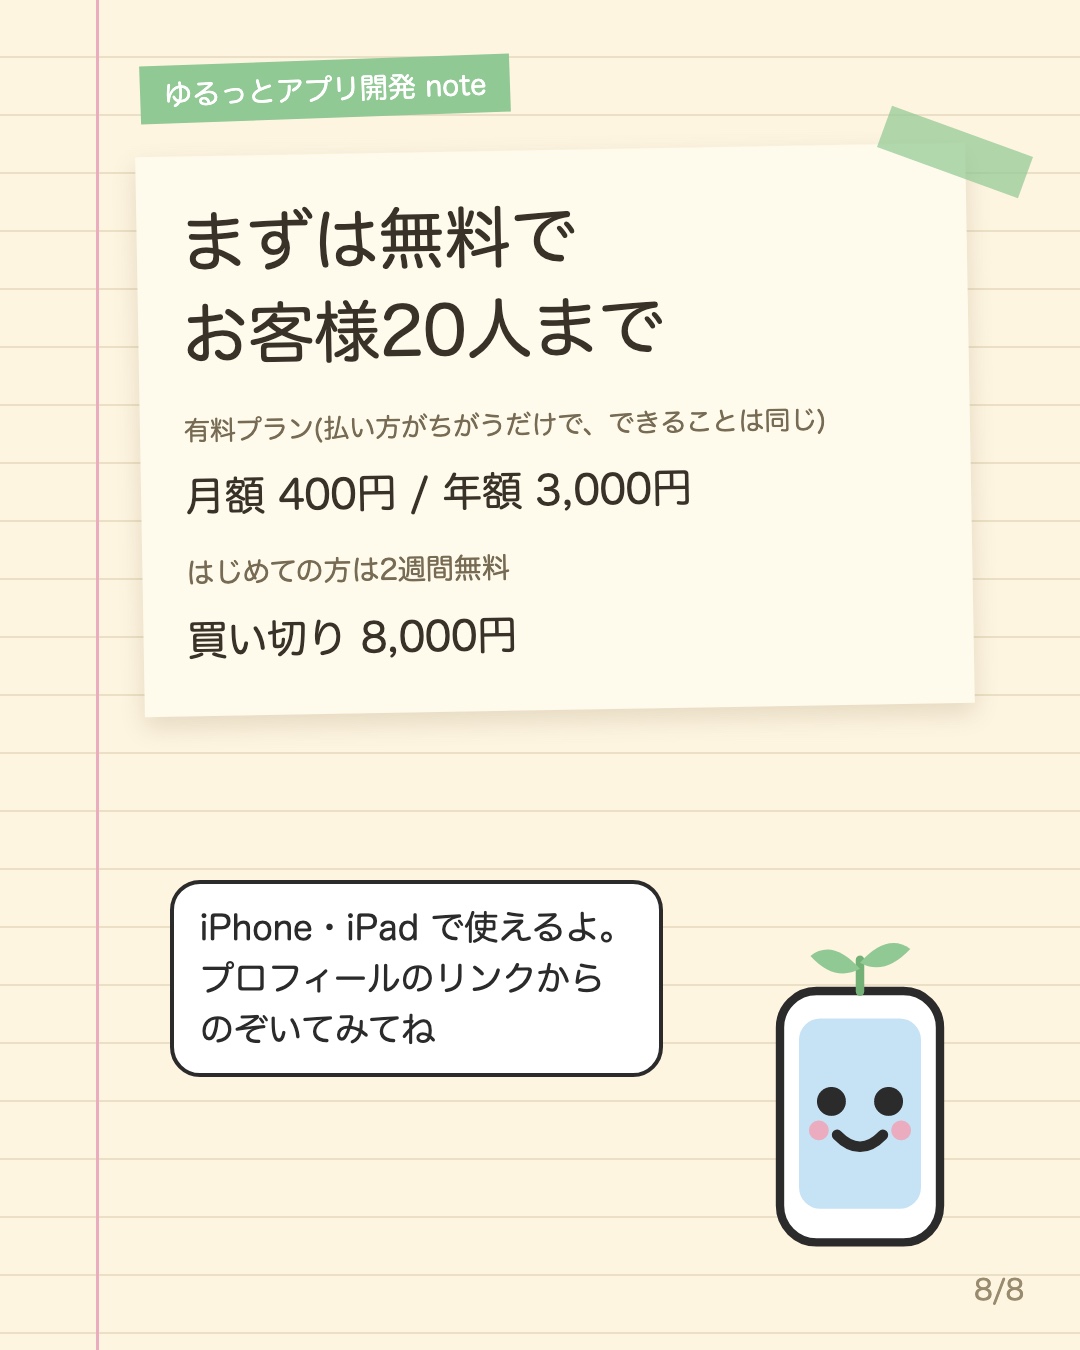 ゆるっとアプリ開発 note
まずは無料で
お客様20人まで
有料プラン(払い方がちがうだけで、できることは同じ)
月額 400円 / 年額 3,000円
はじめての方は2週間無料
買い切り 8,000円
iPhone・iPad で使えるよ。
プロフィールのリンクから
のぞいてみてね
8/8